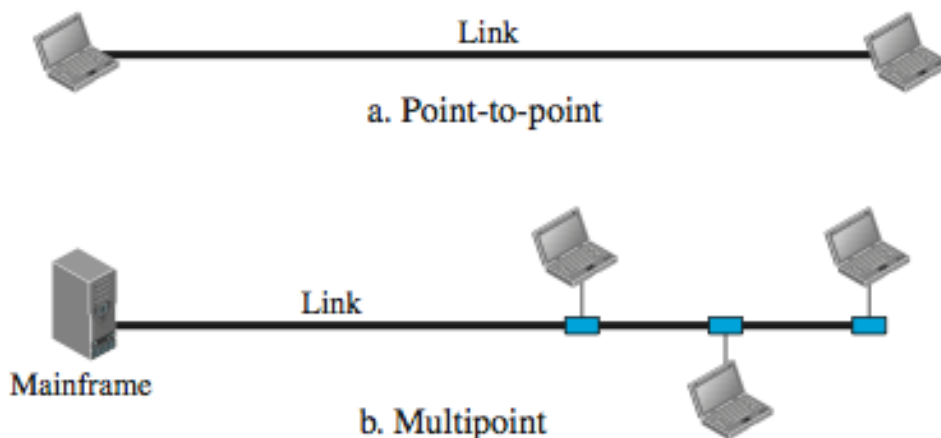 Link
a. Point-to-point
Link
Mainframe
b. Multipoint